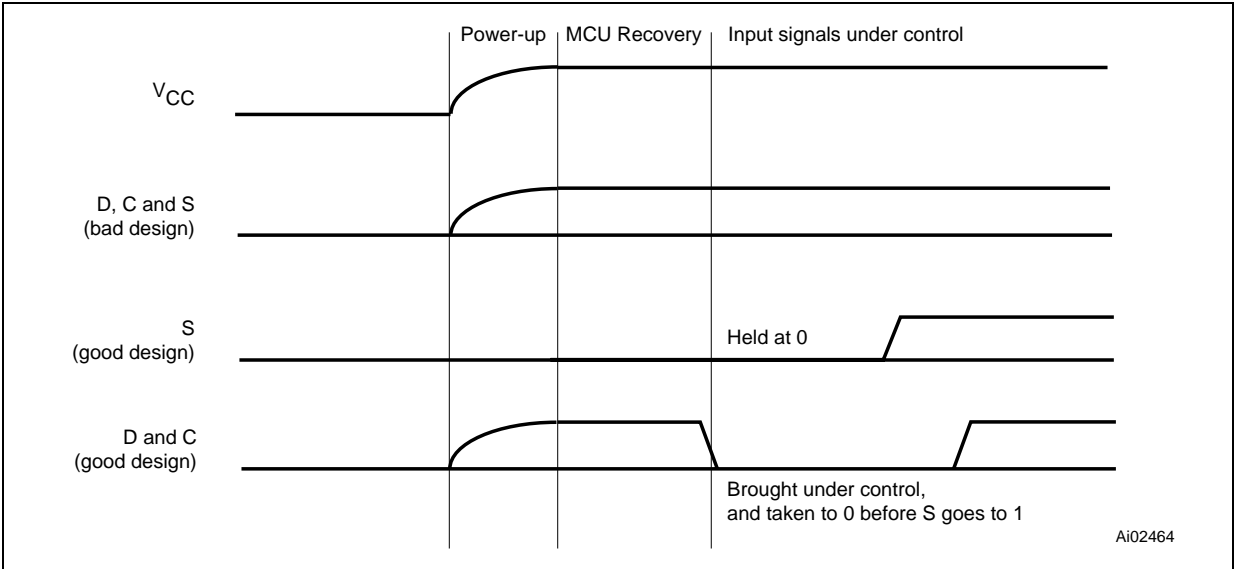 Power-up MCU Recovery Input signals under control
VCC
D, C and S
(bad design)
S
(good design)
Held at 0
D and C
(good design)
Brought under control,
and taken to 0 before S goes to 1
Ai02464